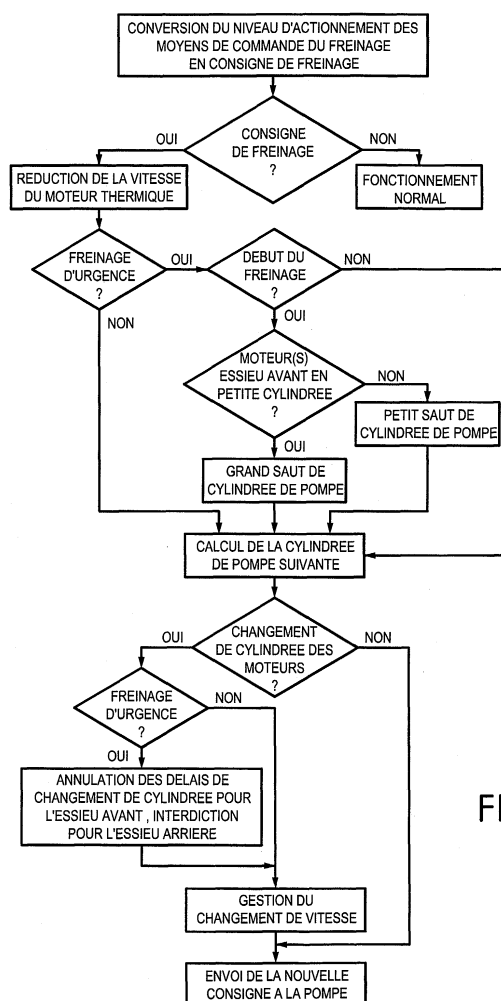 CONVERSION DU NIVEAU D'ACTIONNEMENT DES
MOYENS DE COMMANDE DU FREINAGE
EN CONSIGNE DE FREINAGE
OUI
CONSIGNE
DE FREINAGE
?
NON
REDUCTION DE LA VITESSE
DU MOTEUR THERMIQUE
FONCTIONNEMENT
NORMAL
FREINAGE
D'URGENCE
?
OUI
DEBUT DU
FREINAGE
?
NON
NON
OUI
MOTEUR(S)
ESSIEU AVANT EN
PETITE CYLINDREE
?
NON
PETIT SAUT DE
CYLINDREE DE POMPE
OUI
GRAND SAUT DE
CYLINDREE DE POMPE
CALCUL DE LA CYLINDREE
DE POMPE SUIVANTE
OUI
CHANGEMENT
DE CYLINDREE DES
MOTEURS
?
NON
FREINAGE
D'URGENCE
?
NON
OUI
ANNULATION DES DELAIS DE
CHANGEMENT DE CYLINDREE POUR
L'ESSIEU AVANT , INTERDICTION
POUR L'ESSIEU ARRIERE
GESTION DU
CHANGEMENT DE VITESSE
ENVOI DE LA NOUVELLE
CONSIGNE A LA POMPE